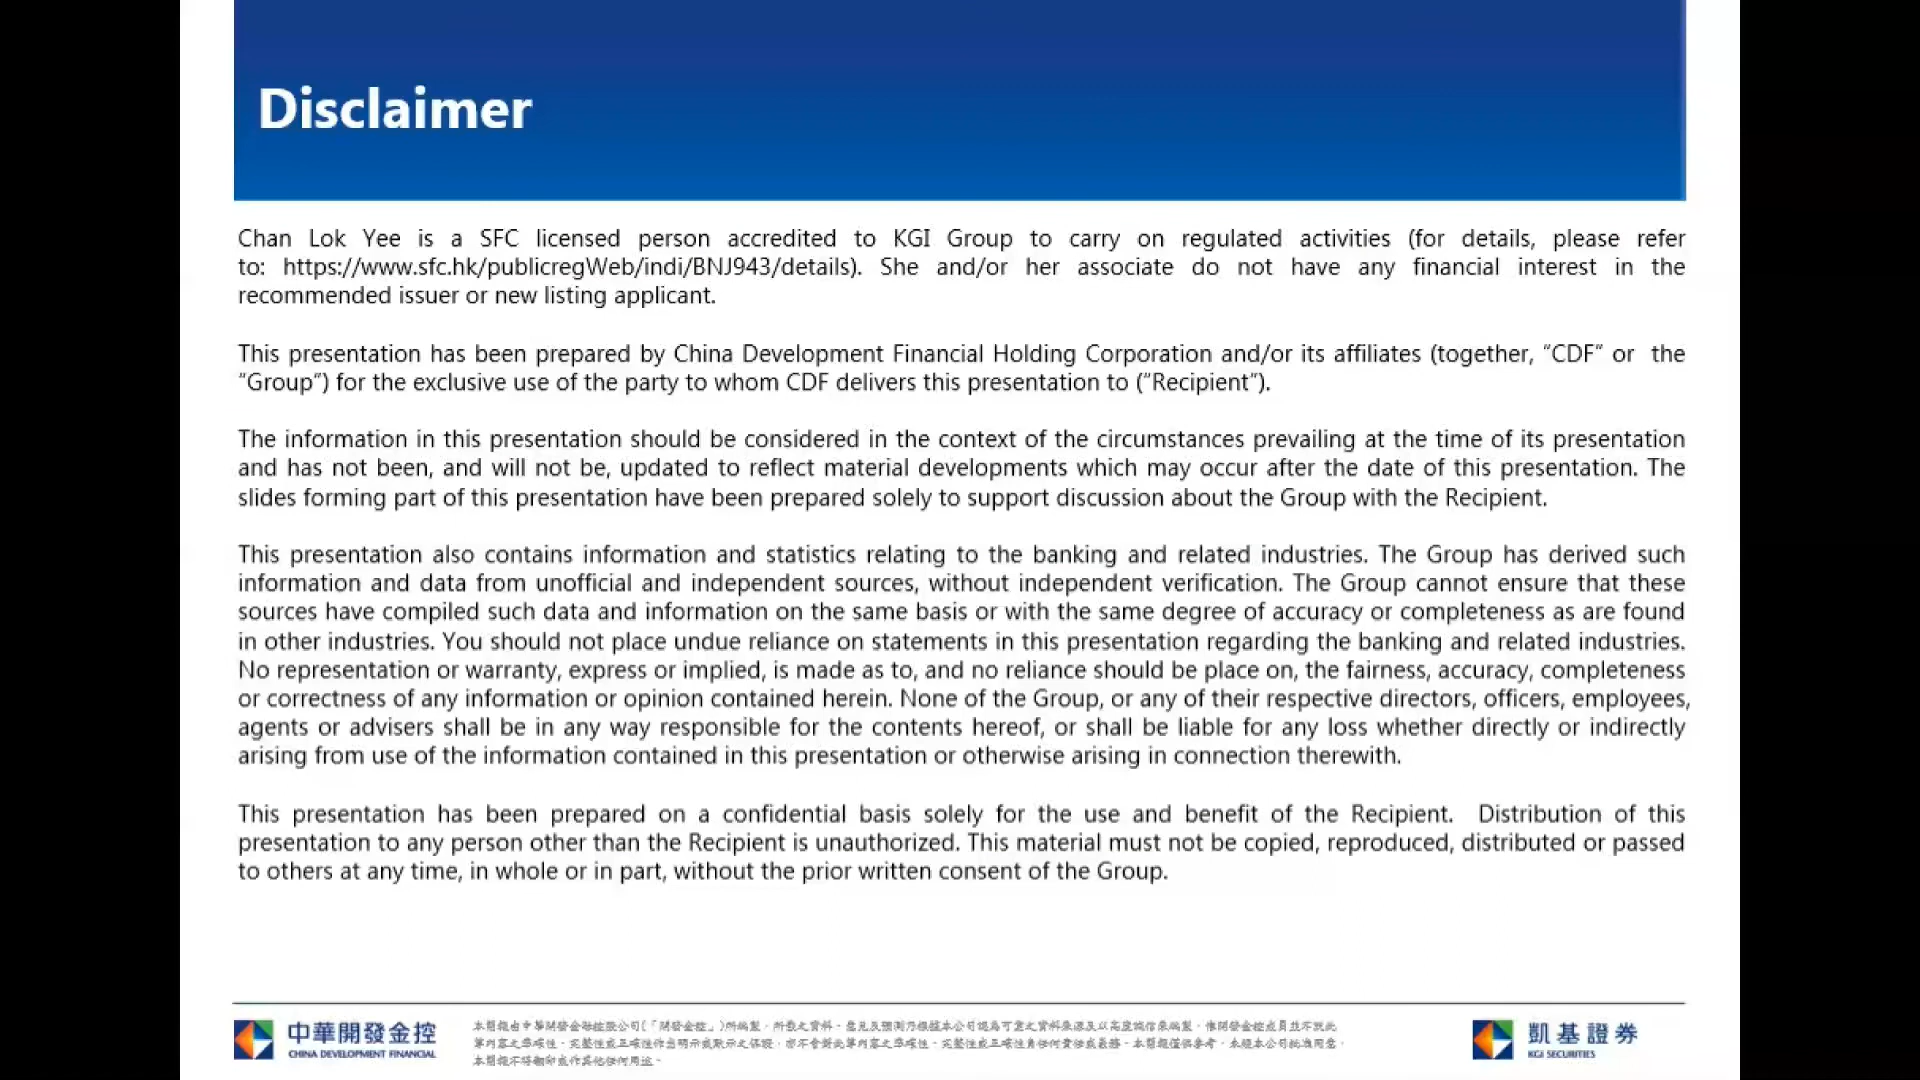 Disclaimer
Chan Lok Yee is a SFC licensed person accredited to KGI Group to carry on regulated activities (for details, please refer
to: https://www.sfc.hk/publicregWeb/indi/BNJ943/details). She and/or her associate do not have any financial interest in the
recommended issuer or new listing applicant.
This presentation has been prepared by China Development Financial Holding Corporation and/or its affiliates (together, “CDF” or the
“Group”) for the exclusive use of the party to whom CDF delivers this presentation to (“Recipient”).
The information in this presentation should be considered in the context of the circumstances prevailing at the time of its presentation
and has not been, and will not be, updated to reflect material developments which may occur after the date of this presentation. The
slides forming part of this presentation have been prepared solely to support discussion about the Group with the Recipient.
This presentation also contains information and statistics relating to the banking and related industries. The Group has derived such
information and data from unofficial and independent sources, without independent verification. The Group cannot ensure that these
sources have compiled such data and information on the same basis or with the same degree of accuracy or completeness as are found
in other industries. You should not place undue reliance on statements in this presentation regarding the banking and related industries.
No representation or warranty, express or implied, is made as to, and no reliance should be place on, the fairness, accuracy, completeness
or correctness of any information or opinion contained herein. None of the Group, or any of their respective directors, officers, employees,
agents or advisers shall be in any way responsible for the contents hereof, or shall be liable for any loss whether directly or indirectly
arising from use of the information contained in this presentation or otherwise arising in connection therewith.
This presentation has been prepared on a confidential basis solely for the use and benefit of the Recipient. Distribution of this
presentation to any person other than the Recipient is unauthorized. This material must not be copied, reproduced, distributed or passed
to others at any time, in whole or in part, without the prior written consent of the Group.
中華開發金控
CHINA DEVELOPMENT FINANCIAL
凱基證券
KGI SECURITIES